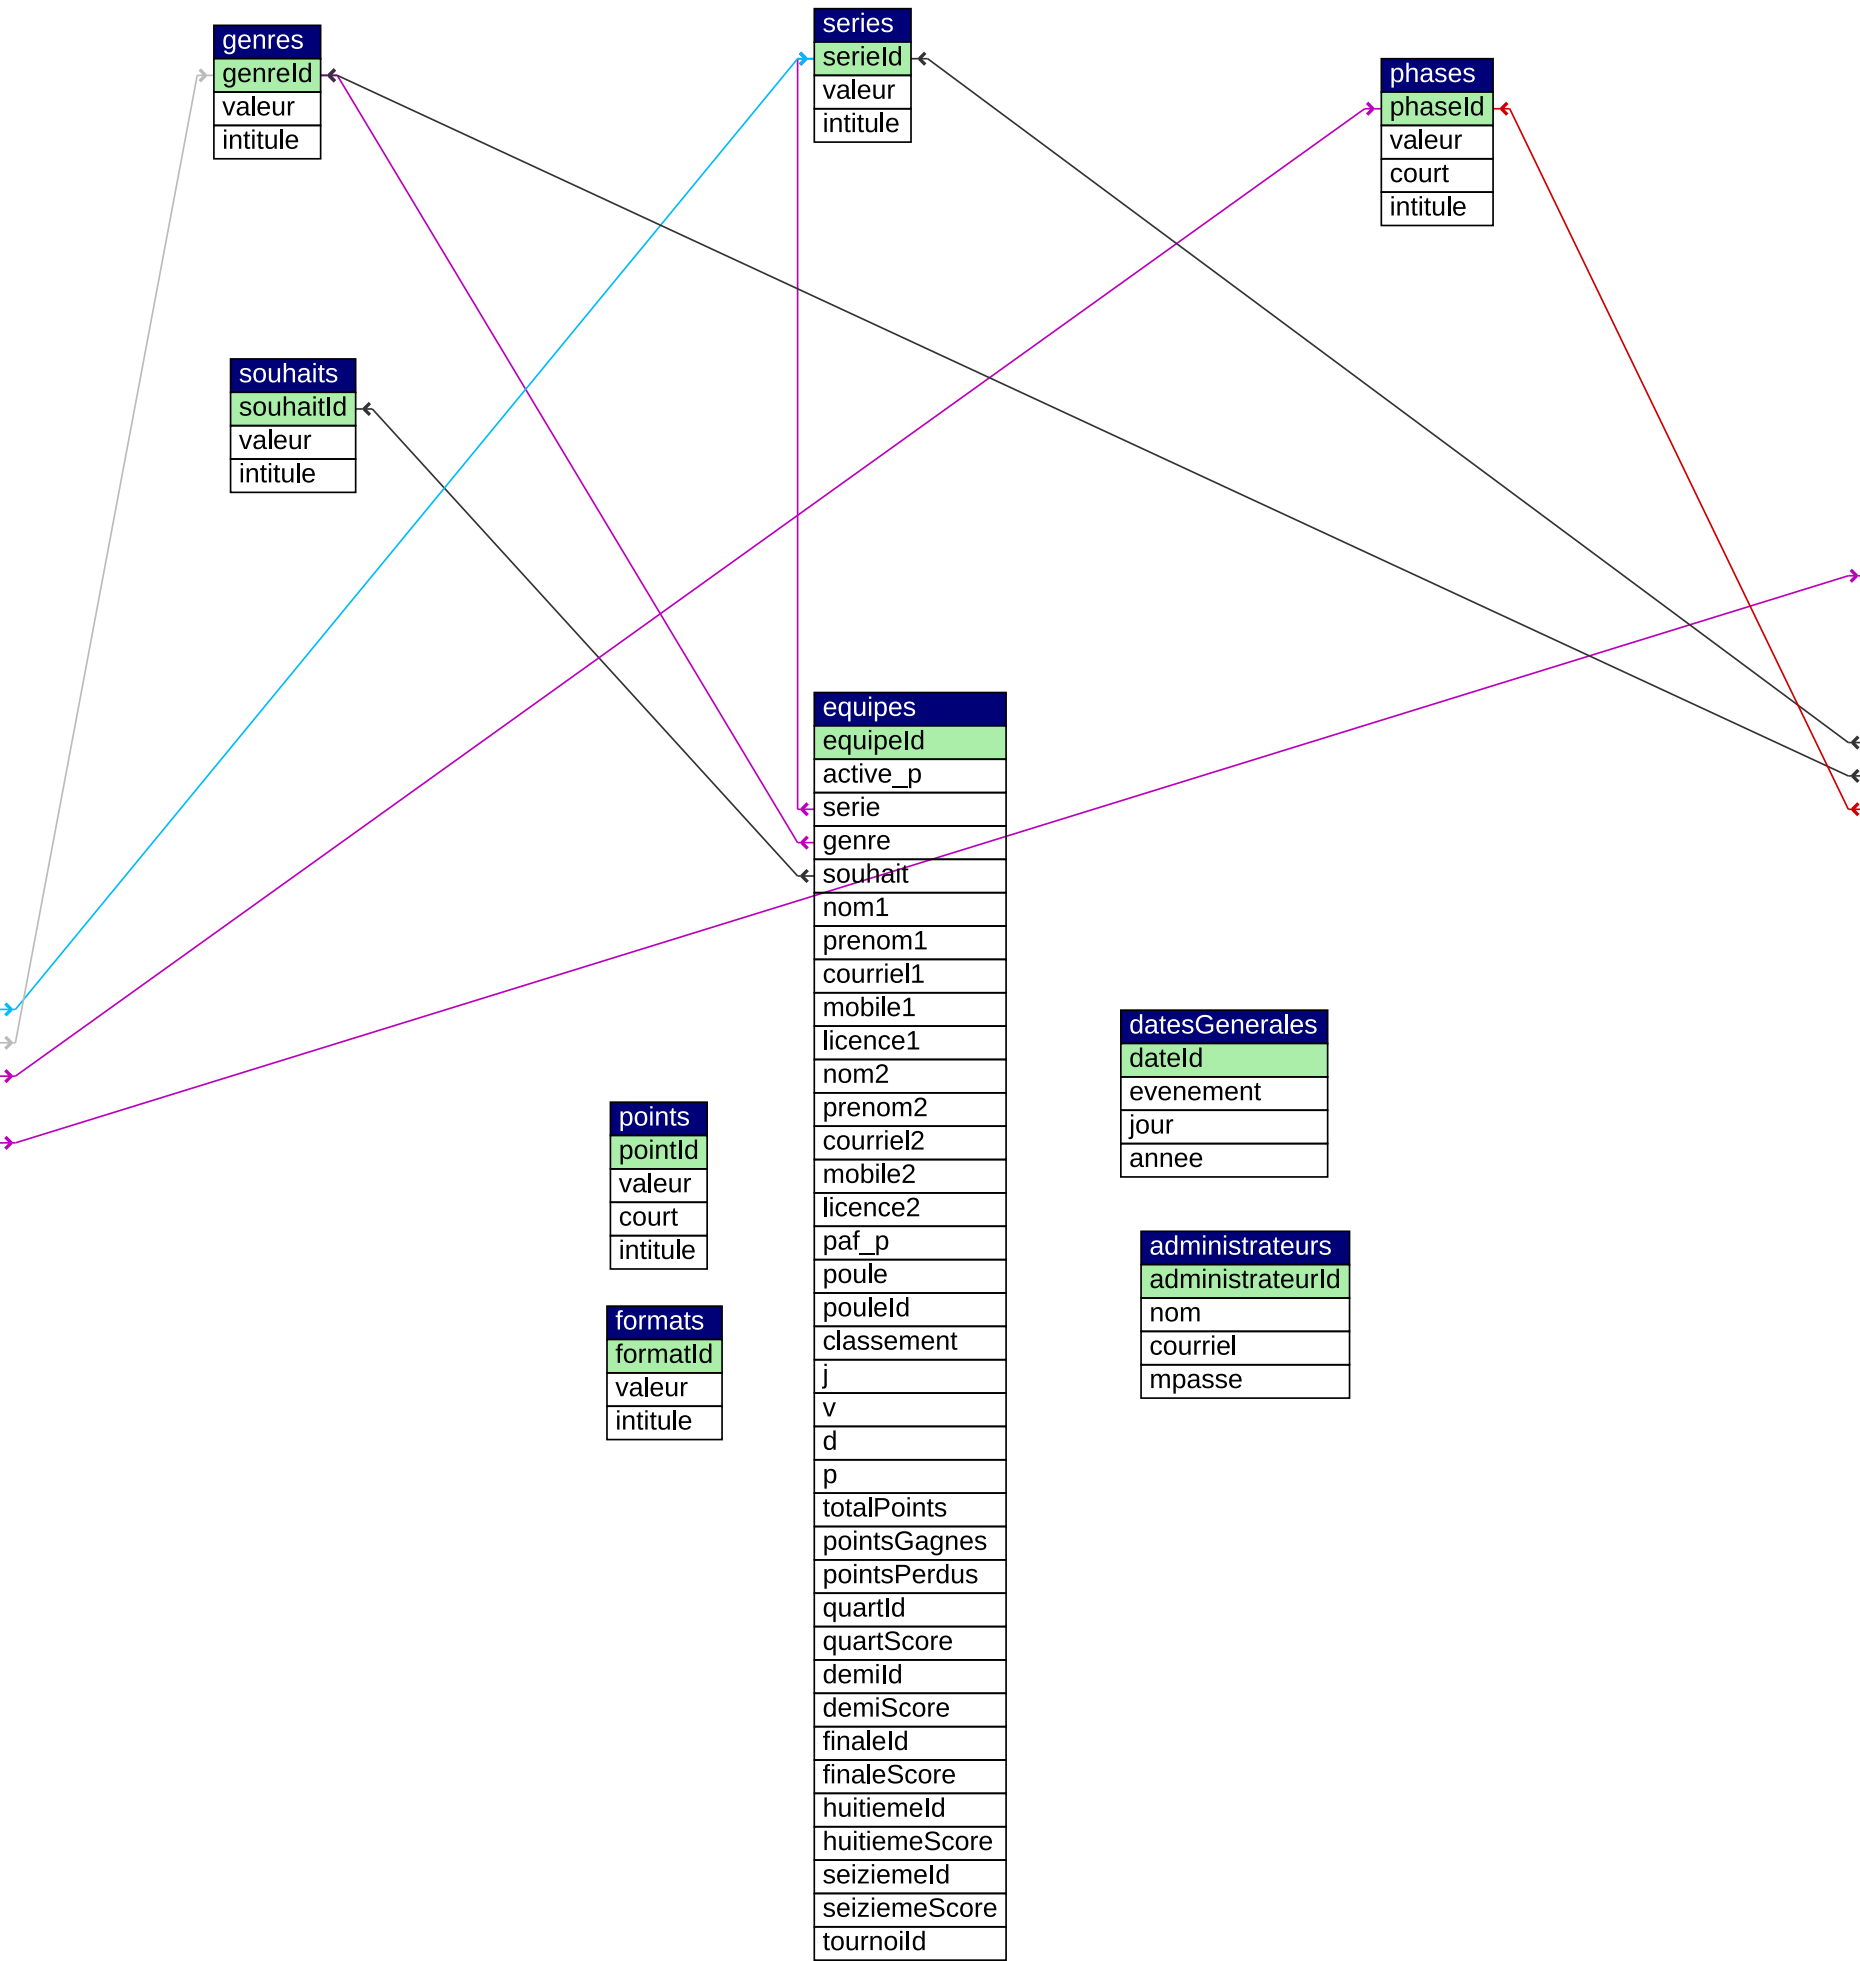 genres
genreId
valeur
intitule
series
serieId
valeur
intitule
phases
phaseId
valeur
court
intitule
souhaits
souhaitId
valeur
intitule
equipes
equipeId
active_p
serie
genre
souhait
nom1
prenom1
courriel1
mobile1
licence1
nom2
prenom2
courriel2
mobile2
licence2
paf_p
poule
pouleId
classement
j
v
d
p
totalPoints
pointsGagnes
pointsPerdus
quartId
quartScore
demiId
demiScore
finaleId
finaleScore
huitiemeId
huitiemeScore
seiziemeId
seiziemeScore
tournoiId
datesGenerales
dateId
evenement
jour
annee
points
pointId
valeur
court
intitule
administrateurs
administrateurId
nom
courriel
mpasse
formats
formatId
valeur
intitule